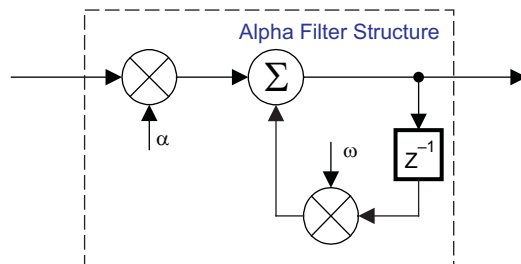 Alpha Filter Structure
Σ
α
ω
z⁻¹